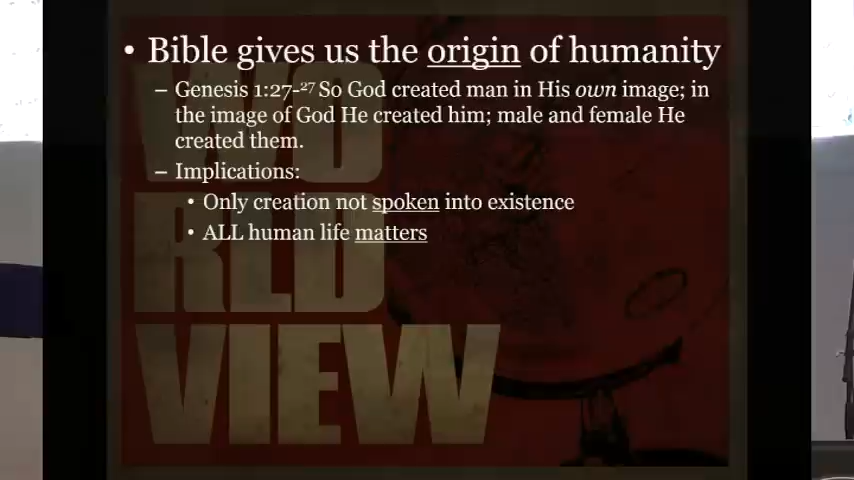 • Bible gives us the origin of humanity
– Genesis 1:27-27 So God created man in His own image; in
the image of God He created him; male and female He
created them.
– Implications:
• Only creation not spoken into existence
• ALL human life matters
WO
RLD
VIEW